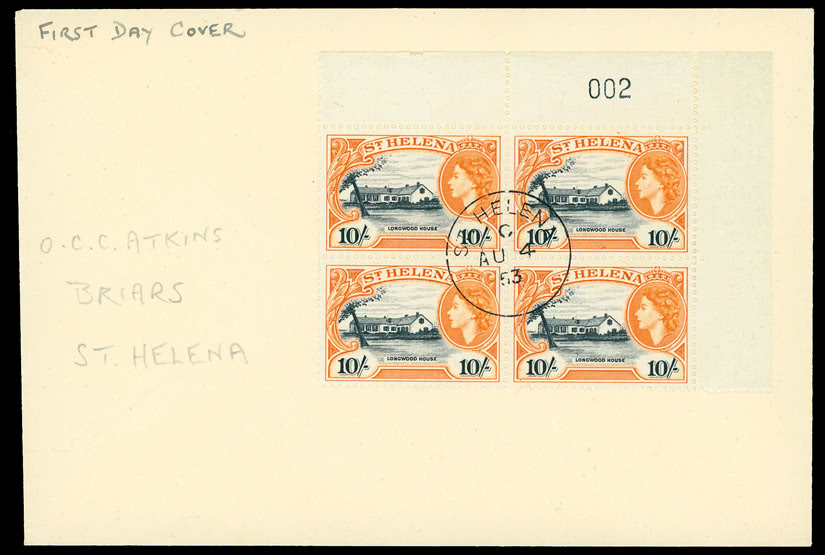 FIRST DAY COVER
002
ST HELENA
ST HELENA
LONGWOOD HOUSE
LONGWOOD HOUSE
10/- 10/-
10/- 10/-
ST. HELENA
C
AU 4
53
O.C.C. ATKINS
BRIARS
ST. HELENA
ST HELENA
ST HELENA
LONGWOOD HOUSE
LONGWOOD HOUSE
10/- 10/-
10/- 10/-